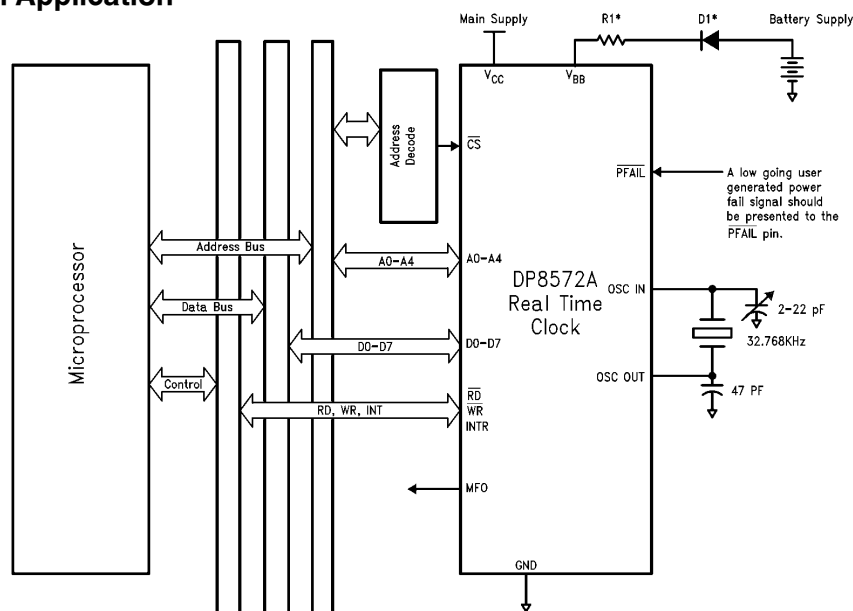 Application
Main Supply
R1*
D1*
Battery Supply
VCC
VBB
Address Decode
CS
PFAIL
A low going user
generated power
fail signal should
be presented to the
PFAIL pin.
Microprocessor
Address Bus
A0-A4
A0-A4
DP8572A
Real Time
Clock
OSC IN
2-22 pF
Data Bus
32.768KHz
D0-D7
D0-D7
Control
OSC OUT
47 PF
RD, WR, INT
RD
WR
INTR
MFO
GND